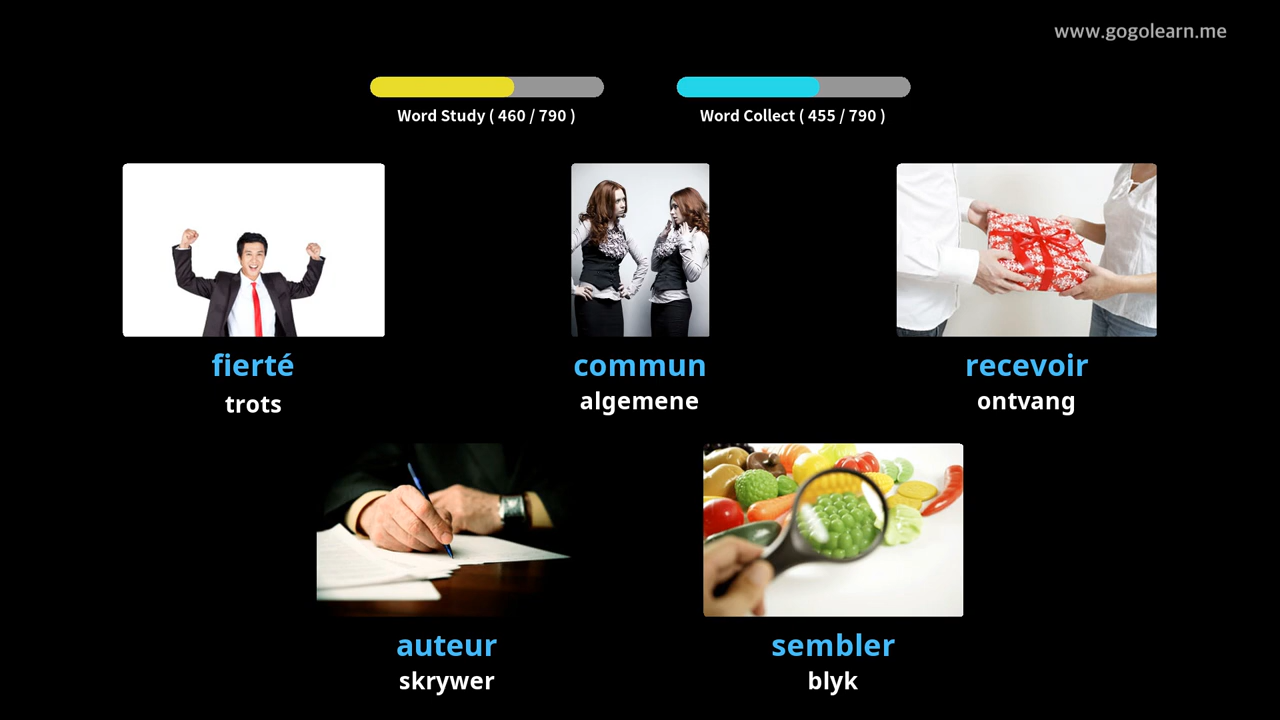 www.gogolearn.me
Word Study ( 460 / 790 )
Word Collect ( 455 / 790 )
fierté
trots
commun
algemene
recevoir
ontvang
auteur
skrywer
sembler
blyk